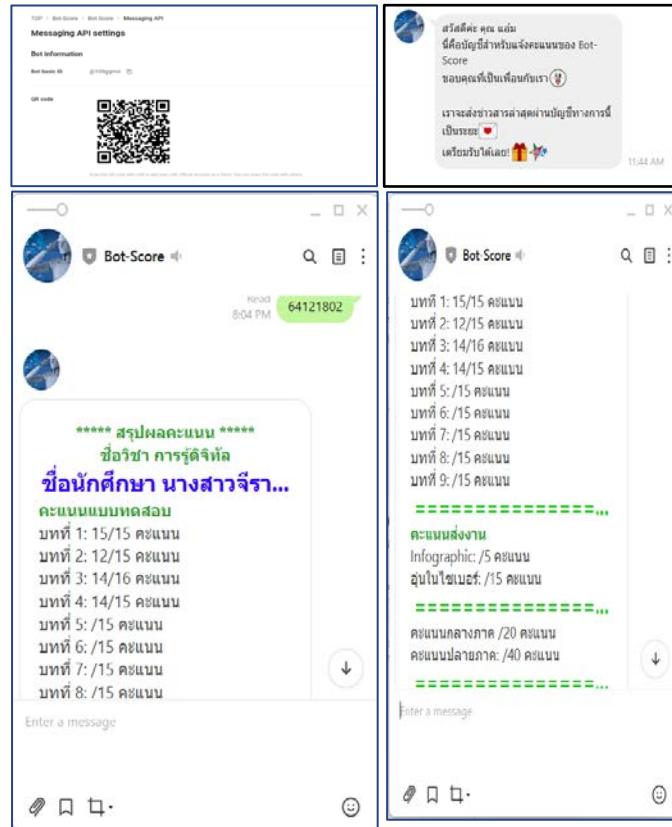 TOP / Bot-Score / Bot-Score / Messaging API
Messaging API settings
Bot information
Bot basic ID
QR code
สวัสดีค่ะ คุณ แอ๋ม
นี่คือบัญชีสำหรับแจ้งคะแนนของ Bot-
Score
ขอบคุณที่เป็นเพื่อนกับเรา
เราจะส่งข่าวสารล่าสุดผ่านบัญชีทางการนี้
เป็นระยะ
เตรียมรับได้เลย!
11:44 AM
Bot-Score
Read
8:04 PM
64121802
***** สรุปผลคะแนน *****
ชื่อวิชา การรู้ดิจิทัล
ชื่อนักศึกษา นางสาวจีรา...
คะแนนแบบทดสอบ
บทที่ 1: 15/15 คะแนน
บทที่ 2: 12/15 คะแนน
บทที่ 3: 14/16 คะแนน
บทที่ 4: 14/15 คะแนน
บทที่ 5: /15 คะแนน
บทที่ 6: /15 คะแนน
บทที่ 7: /15 คะแนน
บทที่ 8: /15 คะแนน
Enter a message
Bot Score
บทที่ 1: 15/15 คะแนน
บทที่ 2: 12/15 คะแนน
บทที่ 3: 14/16 คะแนน
บทที่ 4: 14/15 คะแนน
บทที่ 5: /15 คะแนน
บทที่ 6: /15 คะแนน
บทที่ 7: /15 คะแนน
บทที่ 8: /15 คะแนน
บทที่ 9: /15 คะแนน
===============...
คะแนนส่งงาน
Infographic: /5 คะแนน
อุ่นในไซเบอร์: /15 คะแนน
===============...
คะแนนกลางภาค /20 คะแนน
คะแนนปลายภาค: /40 คะแนน
===============...
Enter a message